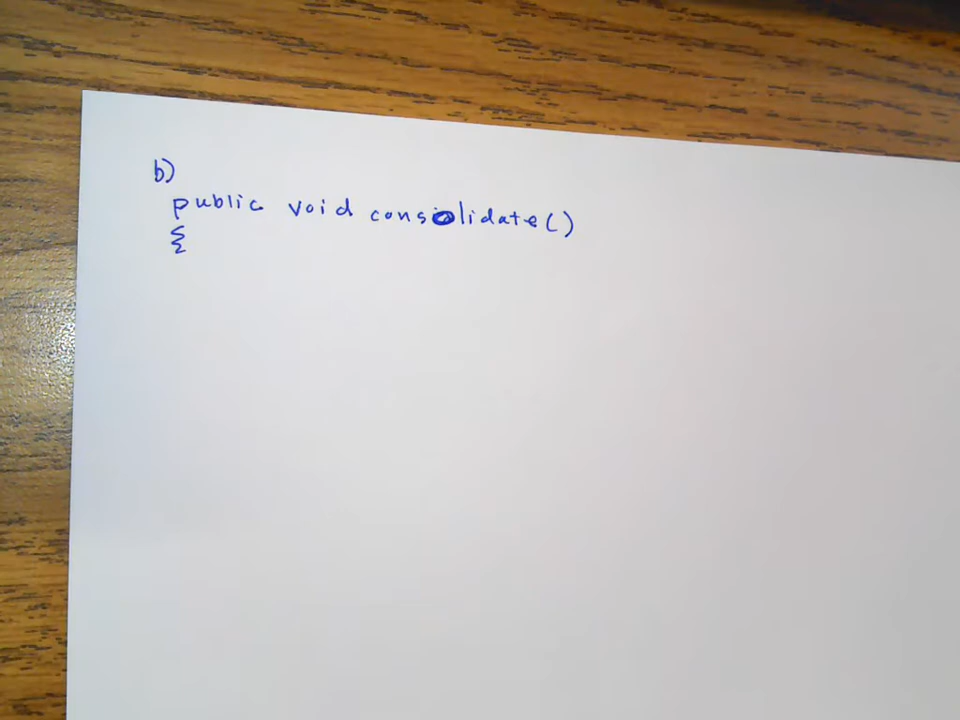 b)
public void consolidate()
{